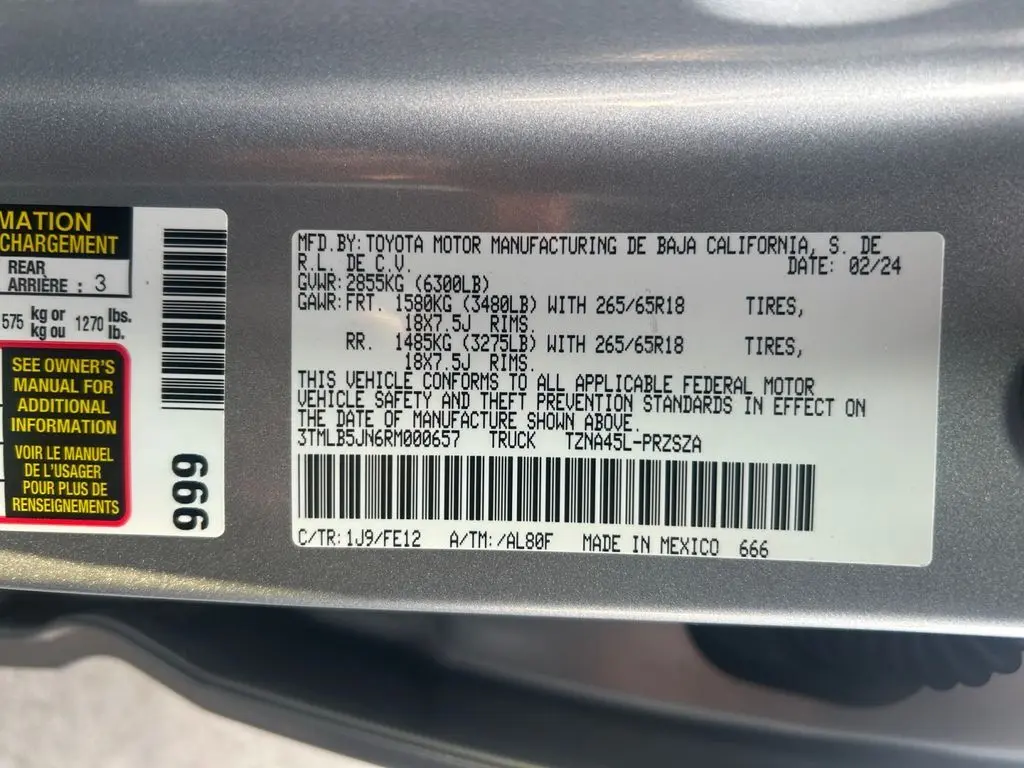 MATION
CHARGEMENT
REAR
ARRIÈRE : 3
575 kg or
kg ou 1270 lbs.
lb.
SEE OWNER'S
MANUAL FOR
ADDITIONAL
INFORMATION
VOIR LE MANUEL
DE L'USAGER
POUR PLUS DE
RENSEIGNEMENTS
666
MFD.BY:TOYOTA MOTOR MANUFACTURING DE BAJA CALIFORNIA, S. DE
R.L. DE C.V. DATE: 02/24
GVWR:2855KG (6300LB)
GAWR:FRT. 1580KG (3480LB) WITH 265/65R18 TIRES,
18X7.5J RIMS.
RR. 1485KG (3275LB) WITH 265/65R18 TIRES,
18X7.5J RIMS.
THIS VEHICLE CONFORMS TO ALL APPLICABLE FEDERAL MOTOR
VEHICLE SAFETY AND THEFT PREVENTION STANDARDS IN EFFECT ON
THE DATE OF MANUFACTURE SHOWN ABOVE.
3TMLB5JN6RM000657 TRUCK TZNA45L-PRZSZA
C/TR:1J9/FE12 A/TM:/AL80F MADE IN MEXICO 666